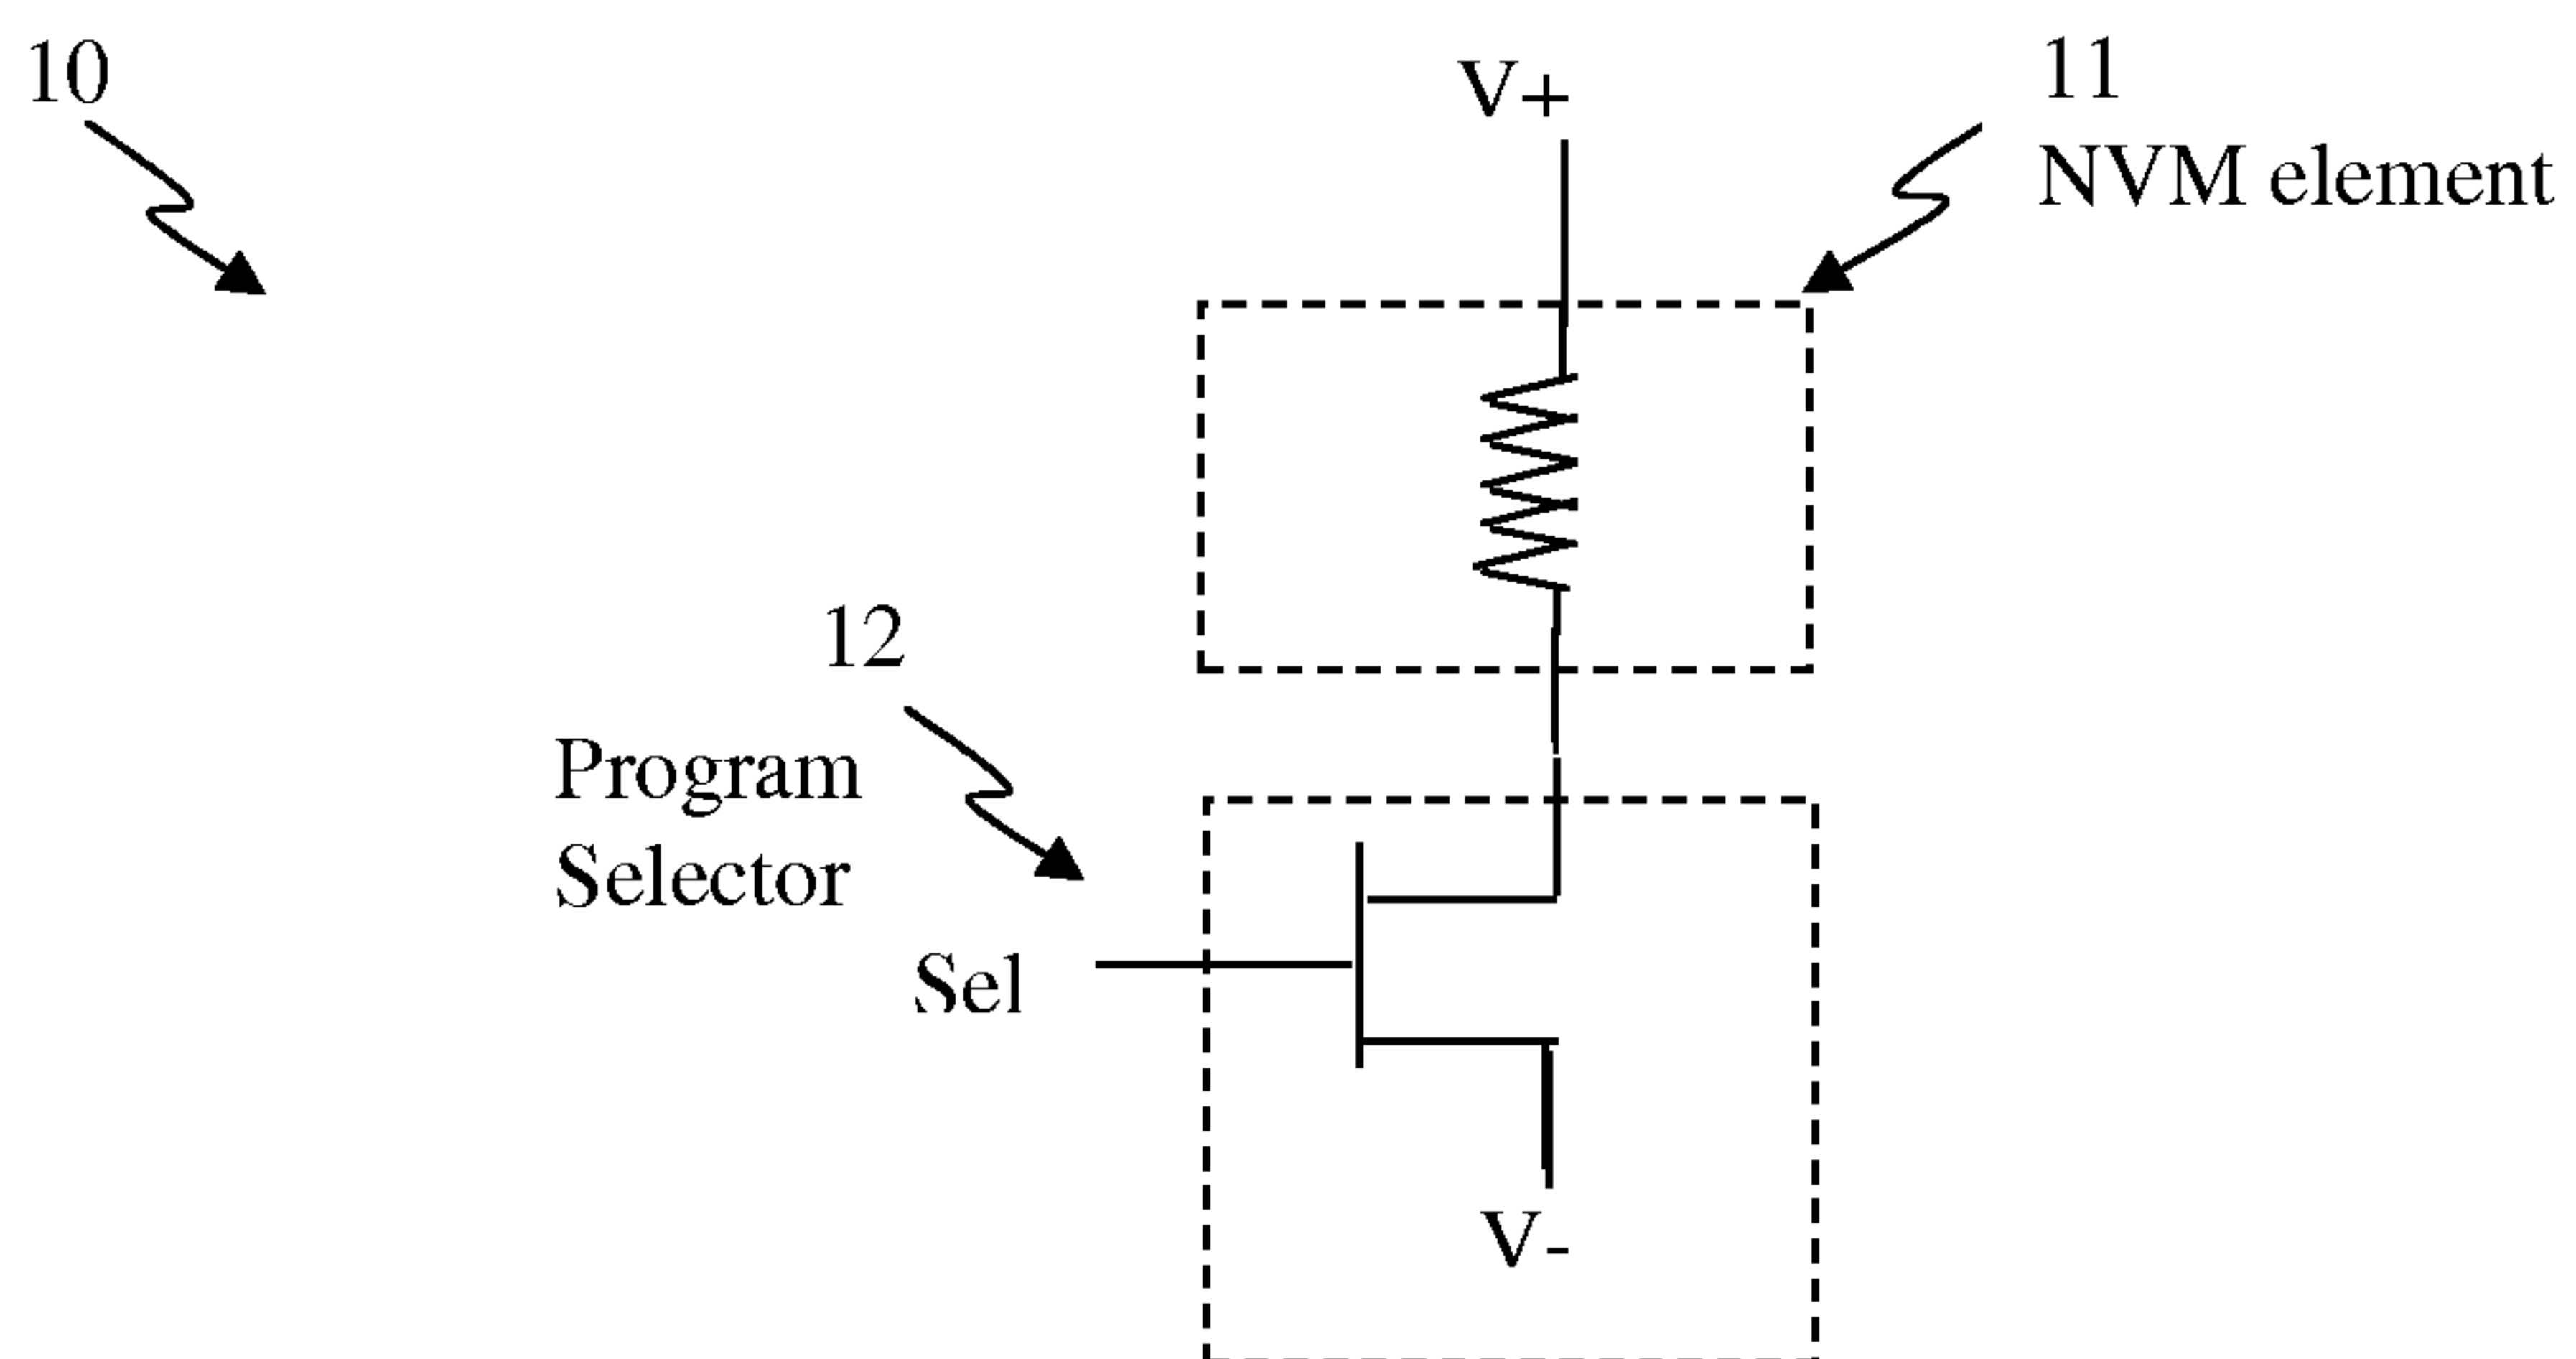 10
V+
11
NVM element
12
Program
Selector
Sel
V-